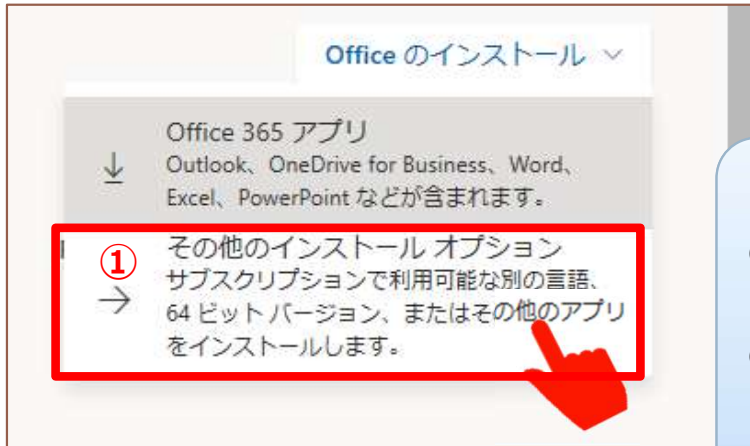 Office のインストール
Office 365 アプリ
Outlook、OneDrive for Business、Word、
Excel、PowerPoint などが含まれます。
①
その他のインストール オプション
サブスクリプションで利用可能な別の言語、
64 ビット バージョン、またはその他のアプリ
をインストールします。